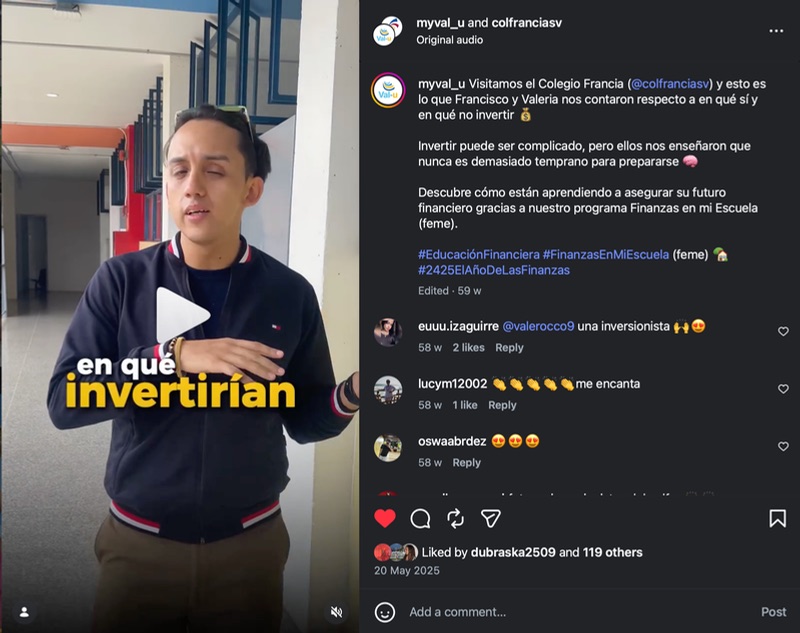 en qué
invertirían
myval_u and colfranciasv
Original audio
Val-u
Val-u
myval_u Visitamos el Colegio Francia (@colfranciasv) y esto es
lo que Francisco y Valeria nos contaron respecto a en qué sí y
en qué no invertir 💰
Invertir puede ser complicado, pero ellos nos enseñaron que
nunca es demasiado temprano para prepararse 🧠
Descubre cómo están aprendiendo a asegurar su futuro
financiero gracias a nuestro programa Finanzas en mi Escuela
(feme).
#EducaciónFinanciera #FinanzasEnMiEscuela (feme) 🏡
#2425ElAñoDeLasFinanzas
Edited · 59 w
euuu.izaguirre @valerocco9 una inversionista 🙌😍
58 w 2 likes Reply
lucym12002 👏👏👏👏👏me encanta
58 w 1 like Reply
oswaabrdez 😍😍😍
58 w Reply
Liked by dubraska2509 and 119 others
20 May 2025
Add a comment...
Post